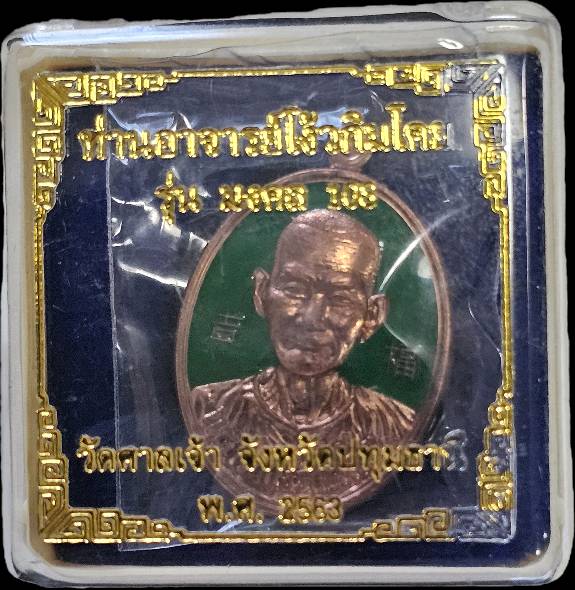 ท่านอาจารย์โง้วกิมโคย
รุ่น มงคล 108
วัดศาลเจ้า จังหวัดปทุมธานี
พ.ศ. 2563